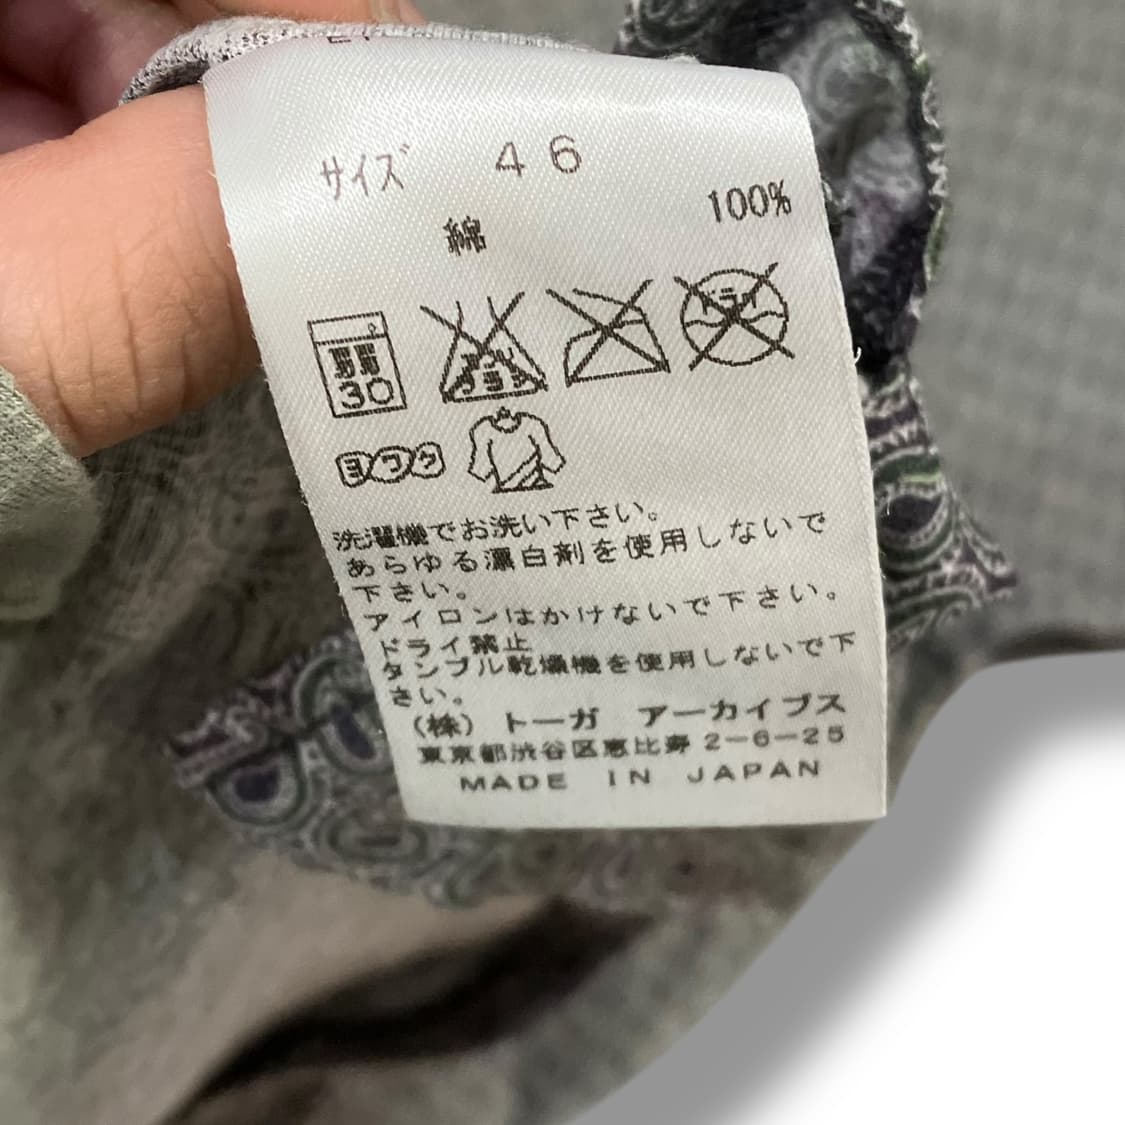 サイズ 46
綿 100%
弱
30
ドライ
ヨワク
洗濯機でお洗い下さい。
あらゆる漂白剤を使用しないで
下さい。
アイロンはかけないで下さい。
ドライ禁止
タンブル乾燥機を使用しないで下
さい。
(株) トーガ アーカイブス
東京都渋谷区恵比寿2-6-25
MADE IN JAPAN